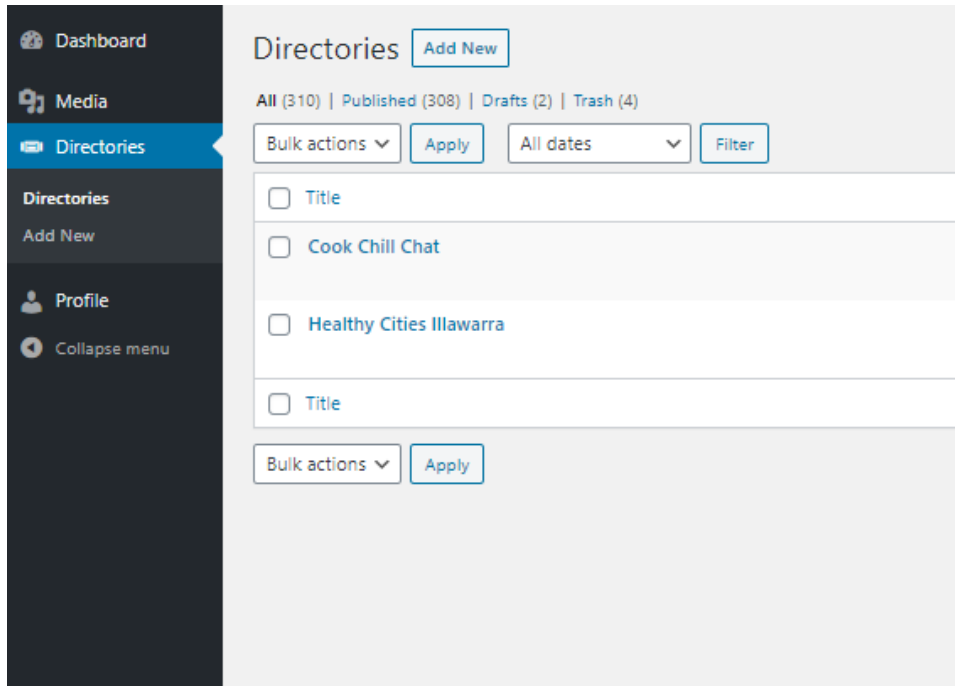 Dashboard
Media
Directories
Directories
Add New
Profile
Collapse menu
Directories Add New
All (310) | Published (308) | Drafts (2) | Trash (4)
Bulk actions Apply All dates Filter
Title
Cook Chill Chat
Healthy Cities Illawarra
Title
Bulk actions Apply